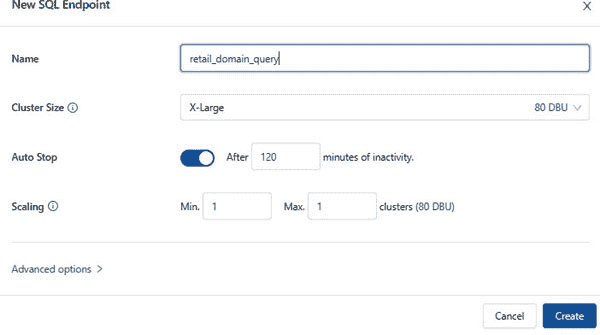 New SQL Endpoint
Name retail_domain_query
Cluster Size X-Large 80 DBU
Auto Stop After 120 minutes of inactivity.
Scaling Min. 1 Max. 1 clusters (80 DBU)
Advanced options >
Cancel Create